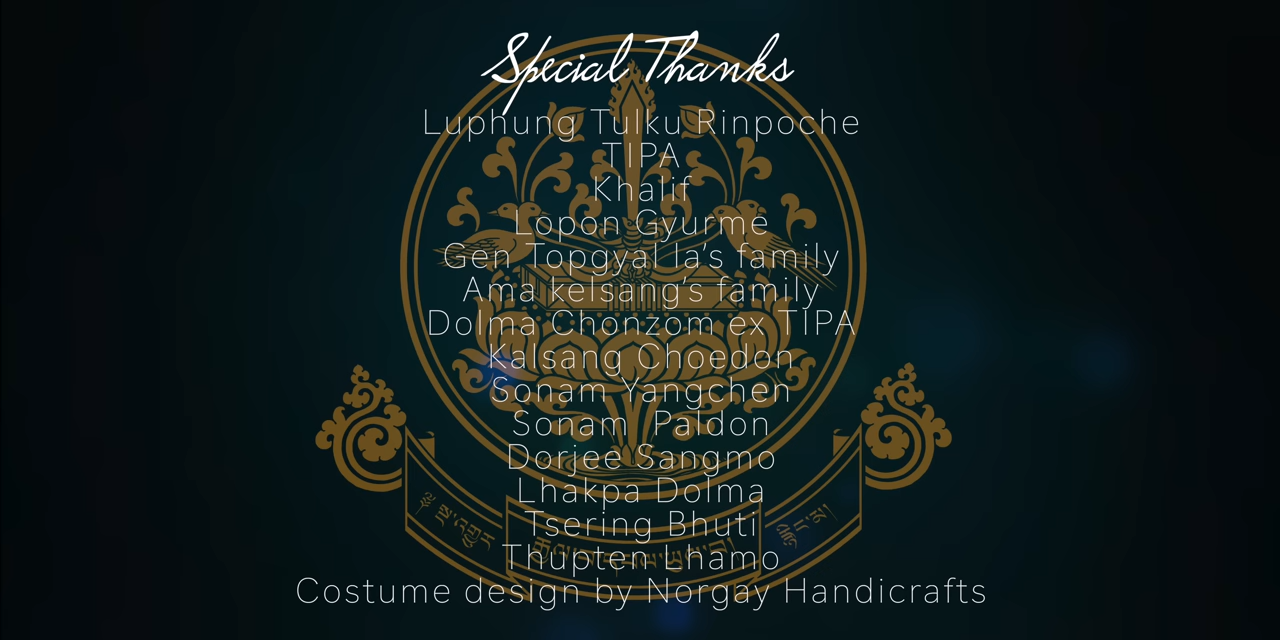 Special Thanks
Luphung Tulku Rinpoche
TIPA
Khalif
Lopon Gyurme
Gen Topgyal la's family
Ama kelsang's family
Dolma Chonzom ex TIPA
Kalsang Choedon
Sonam Yangchen
Sonam Paldon
Dorjee Sangmo
Lhakpa Dolma
Tsering Bhuti
Thupten Lhamo
Costume design by Norgay Handicrafts